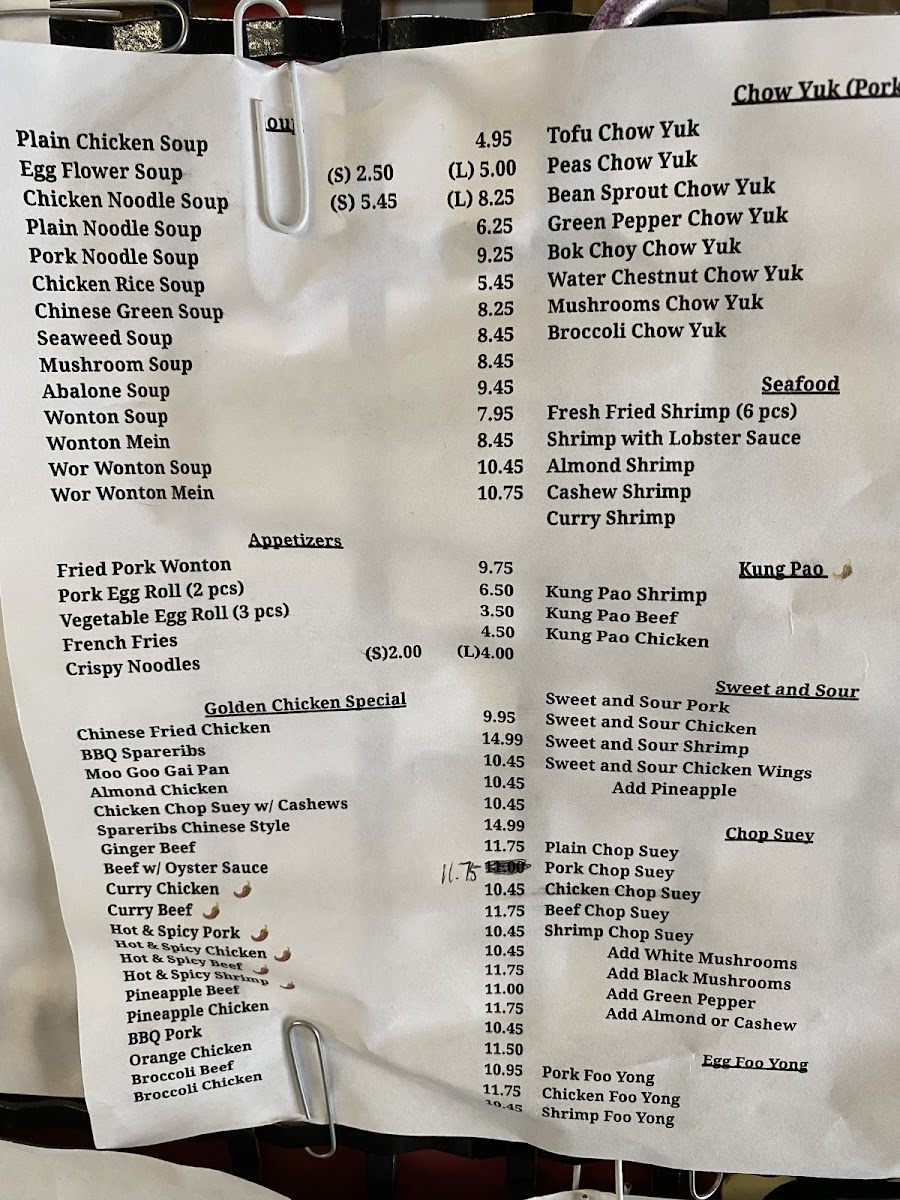 oup
Plain Chicken Soup 4.95
Egg Flower Soup (S) 2.50 (L) 5.00
Chicken Noodle Soup (S) 5.45 (L) 8.25
Plain Noodle Soup 6.25
Pork Noodle Soup 9.25
Chicken Rice Soup 5.45
Chinese Green Soup 8.25
Seaweed Soup 8.45
Mushroom Soup 8.45
Abalone Soup 9.45
Wonton Soup 7.95
Wonton Mein 8.45
Wor Wonton Soup 10.45
Wor Wonton Mein 10.75
Appetizers
Fried Pork Wonton 9.75
Pork Egg Roll (2 pcs) 6.50
Vegetable Egg Roll (3 pcs) 3.50
French Fries 4.50
Crispy Noodles (S)2.00 (L)4.00
Golden Chicken Special
Chinese Fried Chicken 9.95
BBQ Spareribs 14.99
Moo Goo Gai Pan 10.45
Almond Chicken 10.45
Chicken Chop Suey w/ Cashews 10.45
Spareribs Chinese Style 14.99
Ginger Beef 11.75
Beef w/ Oyster Sauce 11.75 11.00
Curry Chicken 10.45
Curry Beef 11.75
Hot & Spicy Pork 10.45
Hot & Spicy Chicken 10.45
Hot & Spicy Beef 11.75
Hot & Spicy Shrimp 11.00
Pineapple Beef 11.75
Pineapple Chicken 10.45
BBQ Pork 11.50
Orange Chicken 10.95
Broccoli Beef 11.75
Broccoli Chicken 10.45
Chow Yuk (Pork
Tofu Chow Yuk
Peas Chow Yuk
Bean Sprout Chow Yuk
Green Pepper Chow Yuk
Bok Choy Chow Yuk
Water Chestnut Chow Yuk
Mushrooms Chow Yuk
Broccoli Chow Yuk
Seafood
Fresh Fried Shrimp (6 pcs)
Shrimp with Lobster Sauce
Almond Shrimp
Cashew Shrimp
Curry Shrimp
Kung Pao
Kung Pao Shrimp
Kung Pao Beef
Kung Pao Chicken
Sweet and Sour
Sweet and Sour Pork
Sweet and Sour Chicken
Sweet and Sour Shrimp
Sweet and Sour Chicken Wings
Add Pineapple
Chop Suey
Plain Chop Suey
Pork Chop Suey
Chicken Chop Suey
Beef Chop Suey
Shrimp Chop Suey
Add White Mushrooms
Add Black Mushrooms
Add Green Pepper
Add Almond or Cashew
Egg Foo Yong
Pork Foo Yong
Chicken Foo Yong
Shrimp Foo Yong